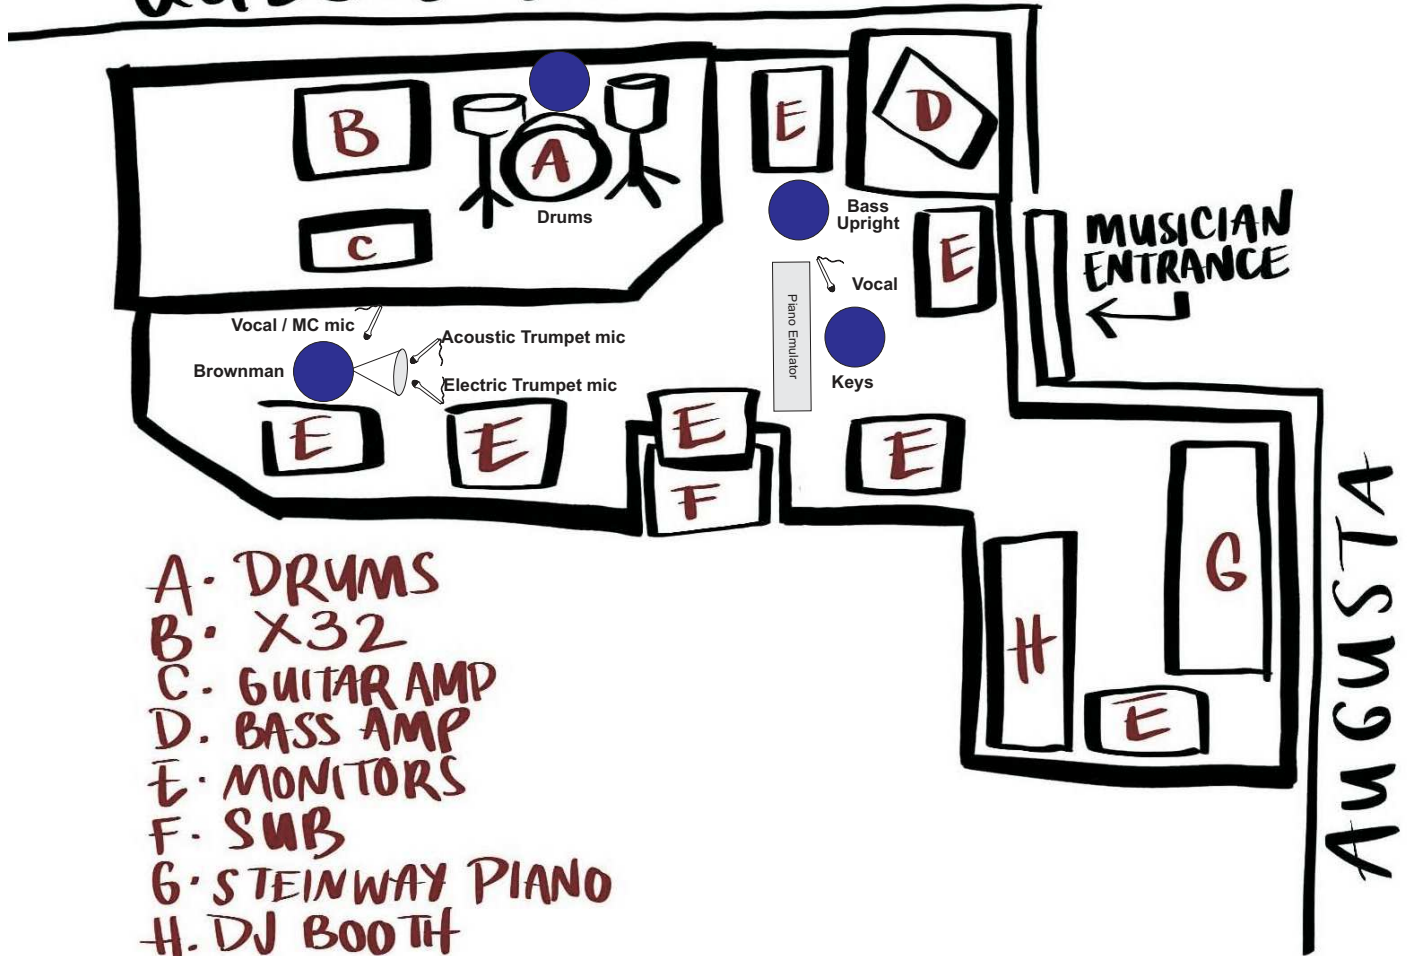 B
A
Drums
C
E
D
Bass
Upright
E
MUSICIAN
ENTRANCE
Vocal
Piano Emulator
Keys
Vocal / MC mic
Acoustic Trumpet mic
Brownman
Electric Trumpet mic
E
E
E
F
E
G
H
E
AUGUSTA
A. DRUMS
B. X32
C. GUITAR AMP
D. BASS AMP
E. MONITORS
F. SUB
G. STEINWAY PIANO
H. DJ BOOTH